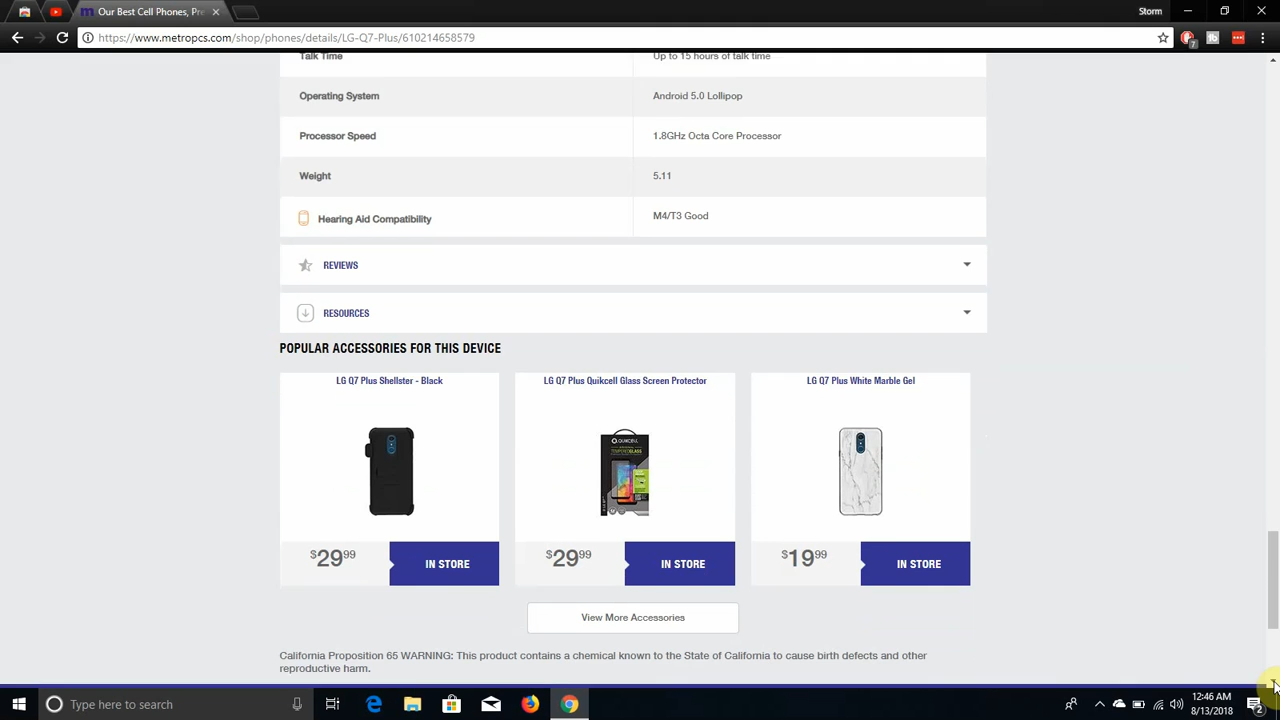 Our Best Cell Phones, Pre
Storm
https://www.metropcs.com/shop/phones/details/LG-Q7-Plus/610214658579
7
Talk Time
Up to 15 hours of talk time
Operating System
Android 5.0 Lollipop
Processor Speed
1.8GHz Octa Core Processor
Weight
5.11
Hearing Aid Compatibility
M4/T3 Good
REVIEWS
RESOURCES
POPULAR ACCESSORIES FOR THIS DEVICE
LG Q7 Plus Shellster - Black
LG Q7 Plus Quikcell Glass Screen Protector
LG Q7 Plus White Marble Gel
QUIKCELL
TEMPEREDGLASS
$29.99
IN STORE
$29.99
IN STORE
$19.99
IN STORE
View More Accessories
California Proposition 65 WARNING: This product contains a chemical known to the State of California to cause birth defects and other
reproductive harm.
Type here to search
12:46 AM
8/13/2018
2